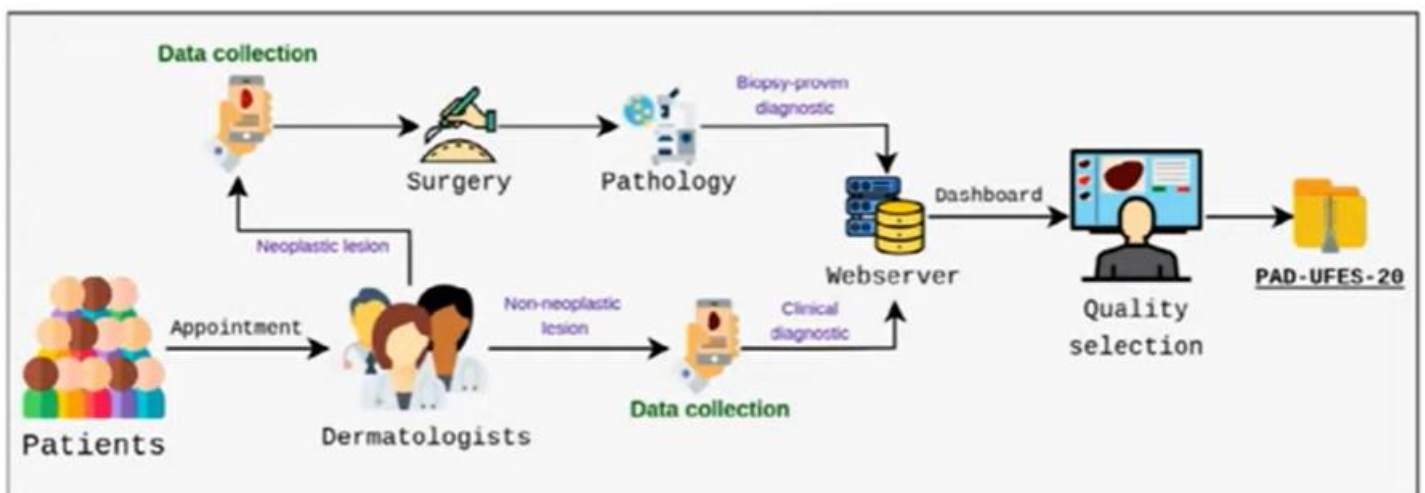 Data collection
Biopsy-proven
diagnostic
Surgery
Pathology
Dashboard
Neoplastic lesion
Webserver
PAD-UFES-20
Appointment
Non-neoplastic
lesion
Clinical
diagnostic
Quality
selection
Data collection
Patients
Dermatologists